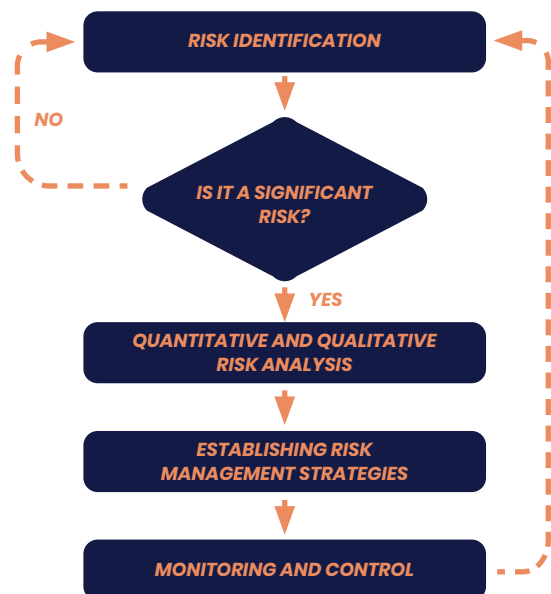 RISK IDENTIFICATION
NO
IS IT A SIGNIFICANT
RISK?
YES
QUANTITATIVE AND QUALITATIVE
RISK ANALYSIS
ESTABLISHING RISK
MANAGEMENT STRATEGIES
MONITORING AND CONTROL